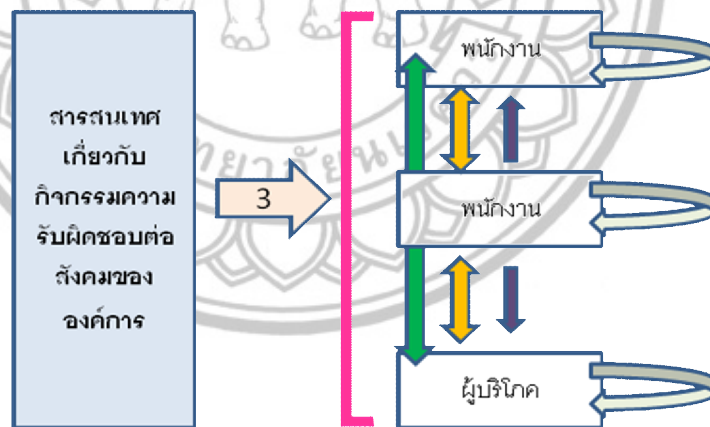 สารสนเทศ
เกี่ยวกับ
กิจกรรมความ
รับผิดชอบต่อ
สังคมของ
องค์การ
3
พนักงาน
พนักงาน
ผู้บริโภค